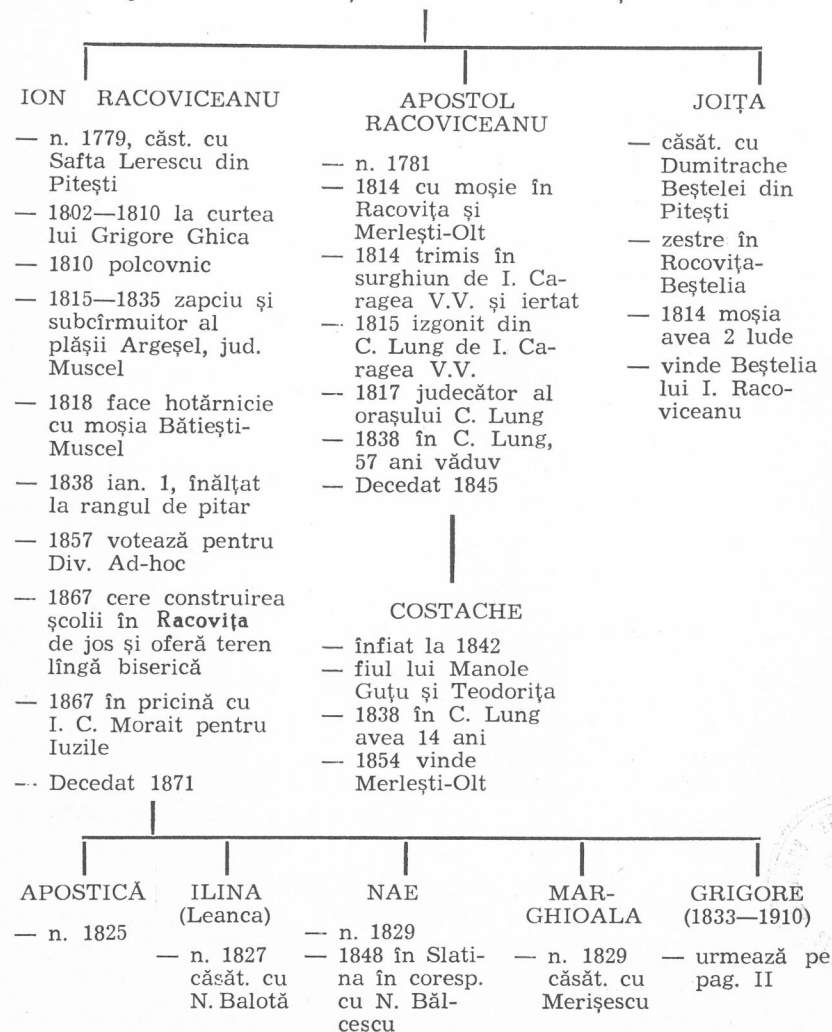 ION RACOVICEANU
— n. 1779, căst. cu
Safta Lerescu din
Pitești
— 1802—1810 la curtea
lui Grigore Ghica
— 1810 polcovnic
— 1815—1835 zapciu și
subcîrmuitor al
plășii Argeșel, jud.
Muscel
— 1818 face hotărnicie
cu moșia Bătiești-
Muscel
— 1838 ian. 1, înălțat
la rangul de pitar
— 1857 votează pentru
Div. Ad-hoc
— 1867 cere construirea
școlii în Racovița
de jos și oferă teren
lîngă biserică
— 1867 în pricină cu
I. C. Morait pentru
Iuzile
— Decedat 1871
APOSTOL
RACOVICEANU
— n. 1781
— 1814 cu moșie în
Racovița și
Merlești-Olt
— 1814 trimis în
surghiun de I. Ca-
ragea V.V. și iertat
— 1815 izgonit din
C. Lung de I. Ca-
ragea V.V.
— 1817 judecător al
orașului C. Lung
— 1838 în C. Lung,
57 ani văduv
— Decedat 1845
COSTACHE
— înfiat la 1842
— fiul lui Manole
Guțu și Teodorița
— 1838 în C. Lung
avea 14 ani
— 1854 vinde
Merlești-Olt
JOIȚA
— căsăt. cu
Dumitrache
Beștelei din
Pitești
— zestre în
Rocovița-
Beștelia
— 1814 moșia
avea 2 lude
— vinde Beștelia
lui I. Raco-
viceanu
APOSTICĂ
— n. 1825
ILINA
(Leanca)
— n. 1827
căsăt. cu
N. Balotă
NAE
— n. 1829
— 1848 în Slati-
na în coresp.
cu N. Băl-
cescu
MAR-
GHIOALA
— n. 1829
căsăt. cu
Merișescu
GRIGORE
(1833—1910)
— urmează pe
pag. II